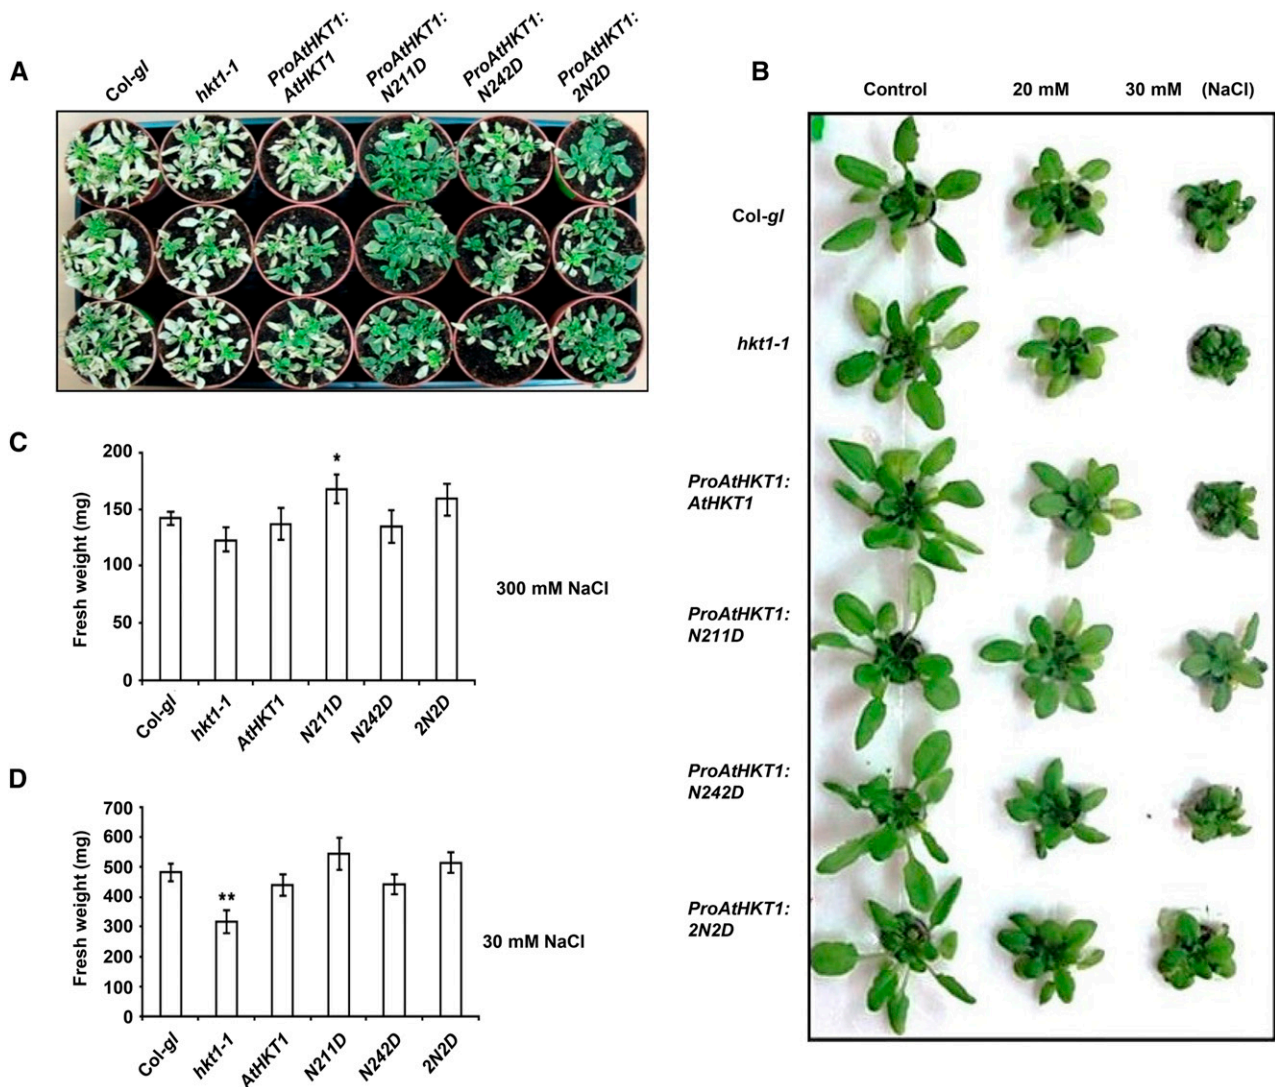 A
Col-gl
hkt1-1
ProAtHKT1:
AtHKT1
ProAtHKT1:
N211D
ProAtHKT1:
N242D
ProAtHKT1:
2N2D
B
Control 20 mM 30 mM (NaCl)
Col-gl
hkt1-1
ProAtHKT1:
AtHKT1
ProAtHKT1:
N211D
ProAtHKT1:
N242D
ProAtHKT1:
2N2D
C
Fresh weight (mg)
200
150
100
50
0
Col-gl
hkt1-1
AtHKT1
N211D
N242D
2N2D
*
300 mM NaCl
D
Fresh weight (mg)
700
600
500
400
300
200
100
0
Col-gl
hkt1-1
AtHKT1
N211D
N242D
2N2D
**
30 mM NaCl